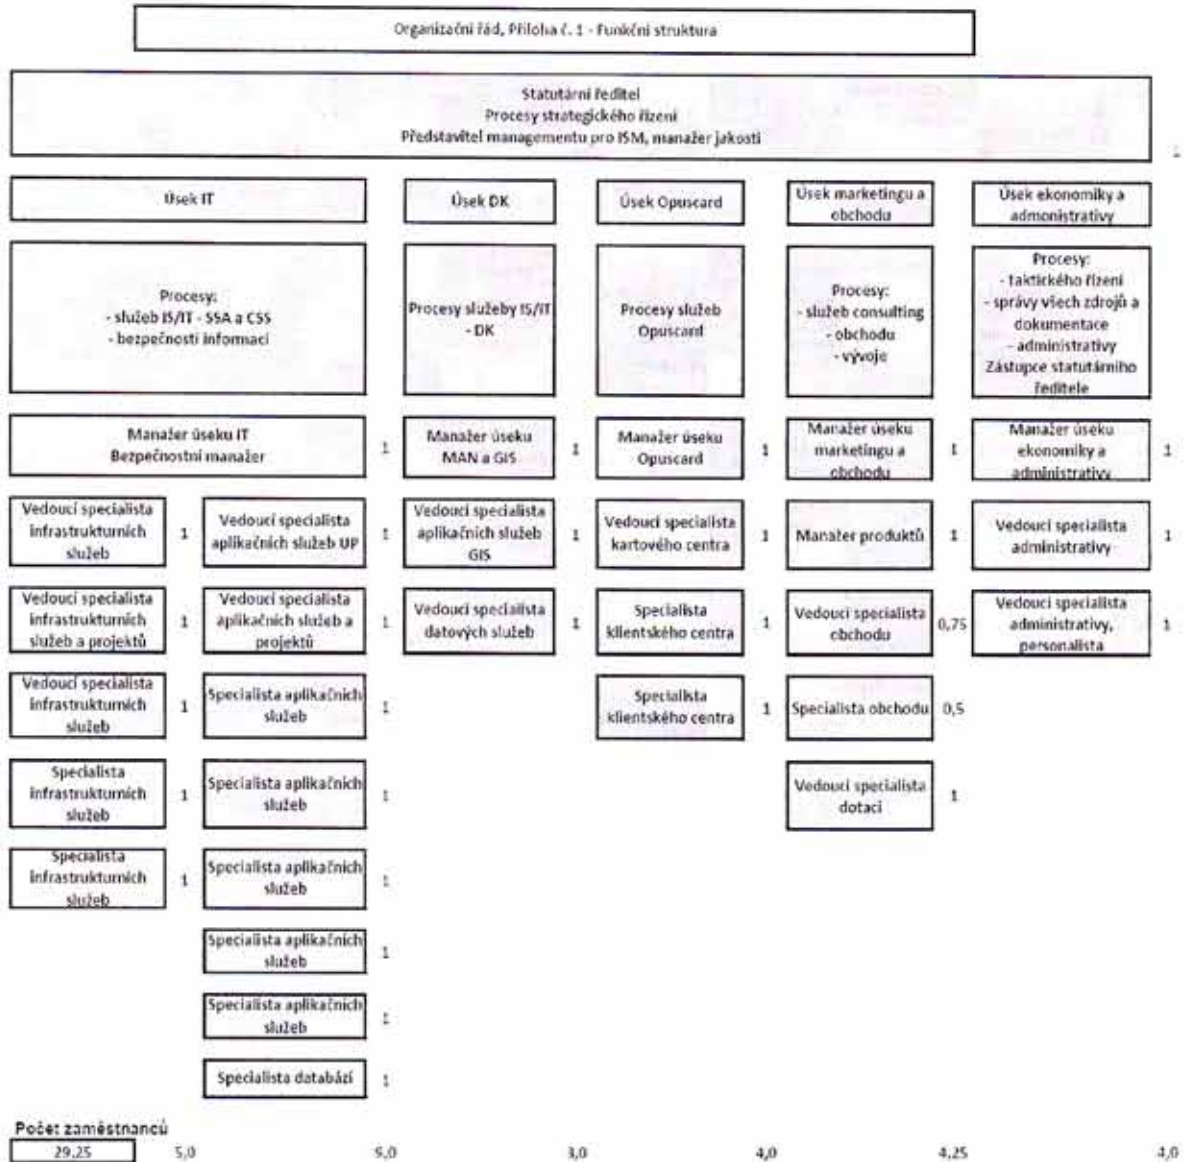 Organizační řád, Příloha č. 1 - Funkční struktura
Statutární ředitel
Procesy strategického řízení
Představitel managementu pro ISM, manažer jakosti
1
Úsek IT
Úsek DK
Úsek Opuscard
Úsek marketingu a
obchodu
Úsek ekonomiky a
admonistrativy
Procesy:
- služeb IS/IT - SSA a CSS
- bezpečnosti informací
Procesy služeby IS/IT
- DK
Procesy služeb
Opuscard
Procesy:
- služeb consulting
- obchodu
- vývoje
Procesy:
- taktického řízení
- správy všech zdrojů a
dokumentace
- administrativy
Zástupce statutárního
ředitele
Manažer úseku IT
Bezpečnostní manažer
1
Manažer úseku
MAN a GIS
1
Manažer úseku
Opuscard
1
Manažer úseku
marketingu a
obchodu
1
Manažer úseku
ekonomiky a
administrativy
1
Vedoucí specialista
infrastrukturních
služeb
1
Vedoucí specialista
aplikačních služeb UP
1
Vedoucí specialista
aplikačních služeb
GIS
1
Vedoucí specialista
kartového centra
1
Manažer produktů
1
Vedoucí specialista
administrativy
1
Vedoucí specialista
infrastrukturních
služeb a projektů
1
Vedoucí specialista
aplikačních služeb a
projektů
1
Vedoucí specialista
datových služeb
1
Specialista
klientského centra
1
Vedoucí specialista
obchodu
0,75
Vedoucí specialista
administrativy,
personalista
1
Vedoucí specialista
infrastrukturních
služeb
1
Specialista aplikačních
služeb
1
Specialista
klientského centra
1
Specialista obchodu
0,5
Specialista
infrastrukturních
služeb
1
Specialista aplikačních
služeb
1
Vedoucí specialista
dotací
1
Specialista
infrastrukturních
služeb
1
Specialista aplikačních
služeb
1
Specialista aplikačních
služeb
1
Specialista aplikačních
služeb
1
Specialista databází
1
Počet zaměstnanců
29,25
5,0
9,0
3,0
4,0
4,25
4,0